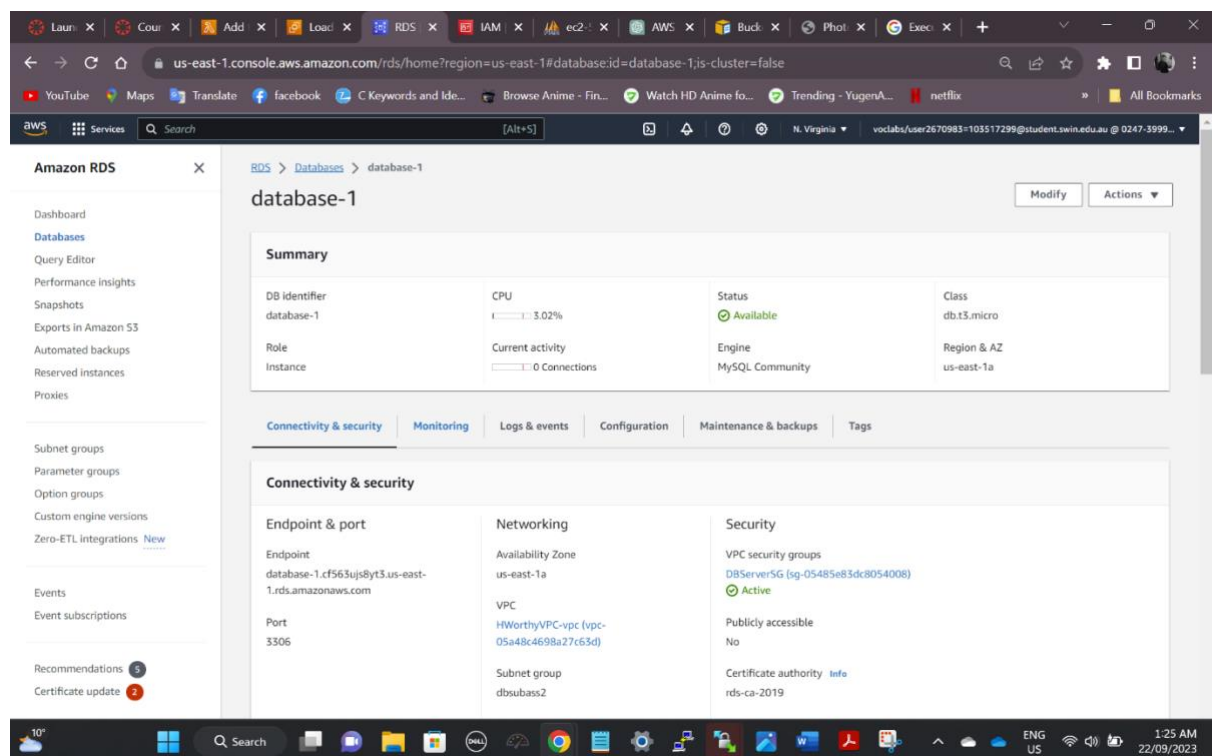 Laun
Cour
Add
Load
RDS
IAM
ec2-
AWS
Buck
Phot
Exec
us-east-1.console.aws.amazon.com/rds/home?region=us-east-1#database:id=database-1;is-cluster=false
YouTube
Maps
Translate
facebook
C Keywords and Ide...
Browse Anime - Fin...
Watch HD Anime fo...
Trending - YugenA...
netflix
»
All Bookmarks
aws
Services
Search
[Alt+S]
N. Virginia
voclabs/user2670983=103517299@student.swin.edu.au @ 0247-3999...
Amazon RDS
Dashboard
Databases
Query Editor
Performance insights
Snapshots
Exports in Amazon S3
Automated backups
Reserved instances
Proxies
Subnet groups
Parameter groups
Option groups
Custom engine versions
Zero-ETL integrations New
Events
Event subscriptions
Recommendations 5
Certificate update 2
RDS > Databases > database-1
database-1
Modify
Actions
Summary
DB identifier
database-1
CPU
3.02%
Status
Available
Class
db.t3.micro
Role
Instance
Current activity
0 Connections
Engine
MySQL Community
Region & AZ
us-east-1a
Connectivity & security
Monitoring
Logs & events
Configuration
Maintenance & backups
Tags
Connectivity & security
Endpoint & port
Endpoint
database-1.cf563ujs8yt3.us-east-
1.rds.amazonaws.com
Port
3306
Networking
Availability Zone
us-east-1a
VPC
HWorthyVPC-vpc (vpc-
05a48c4698a27c63d)
Subnet group
dbsubass2
Security
VPC security groups
DBServerSG (sg-05485e83dc8054008)
Active
Publicly accessible
No
Certificate authority Info
rds-ca-2019
10°
Search
DELL
ENG
US
1:25 AM
22/09/2023